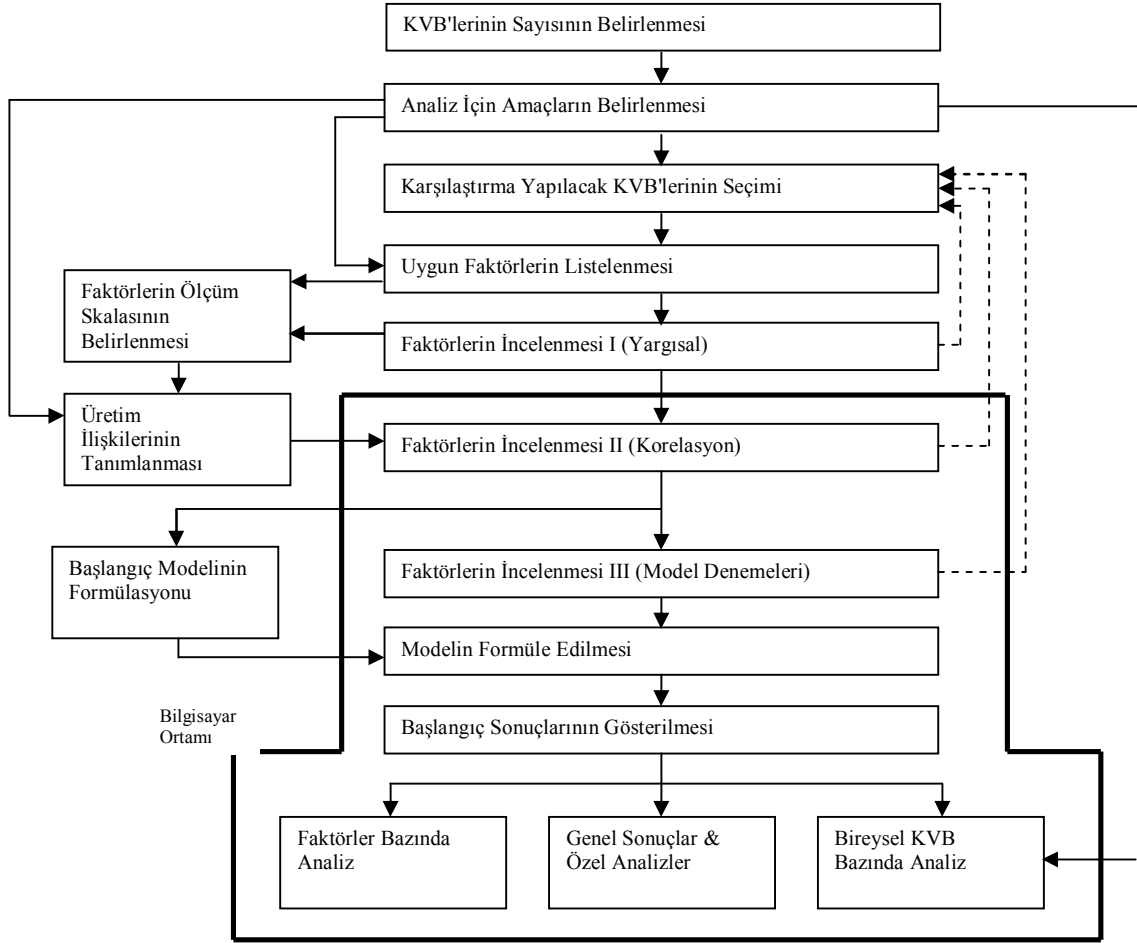 KVB'lerinin Sayısının Belirlenmesi
Analiz İçin Amaçların Belirlenmesi
Karşılaştırma Yapılacak KVB'lerinin Seçimi
Uygun Faktörlerin Listelenmesi
Faktörlerin Ölçüm
Skalasının
Belirlenmesi
Faktörlerin İncelenmesi I (Yargısal)
Üretim
İlişkilerinin
Tanımlanması
Faktörlerin İncelenmesi II (Korelasyon)
Başlangıç Modelinin
Formülasyonu
Faktörlerin İncelenmesi III (Model Denemeleri)
Modelin Formüle Edilmesi
Bilgisayar
Ortamı
Başlangıç Sonuçlarının Gösterilmesi
Faktörler Bazında
Analiz
Genel Sonuçlar &
Özel Analizler
Bireysel KVB
Bazında Analiz